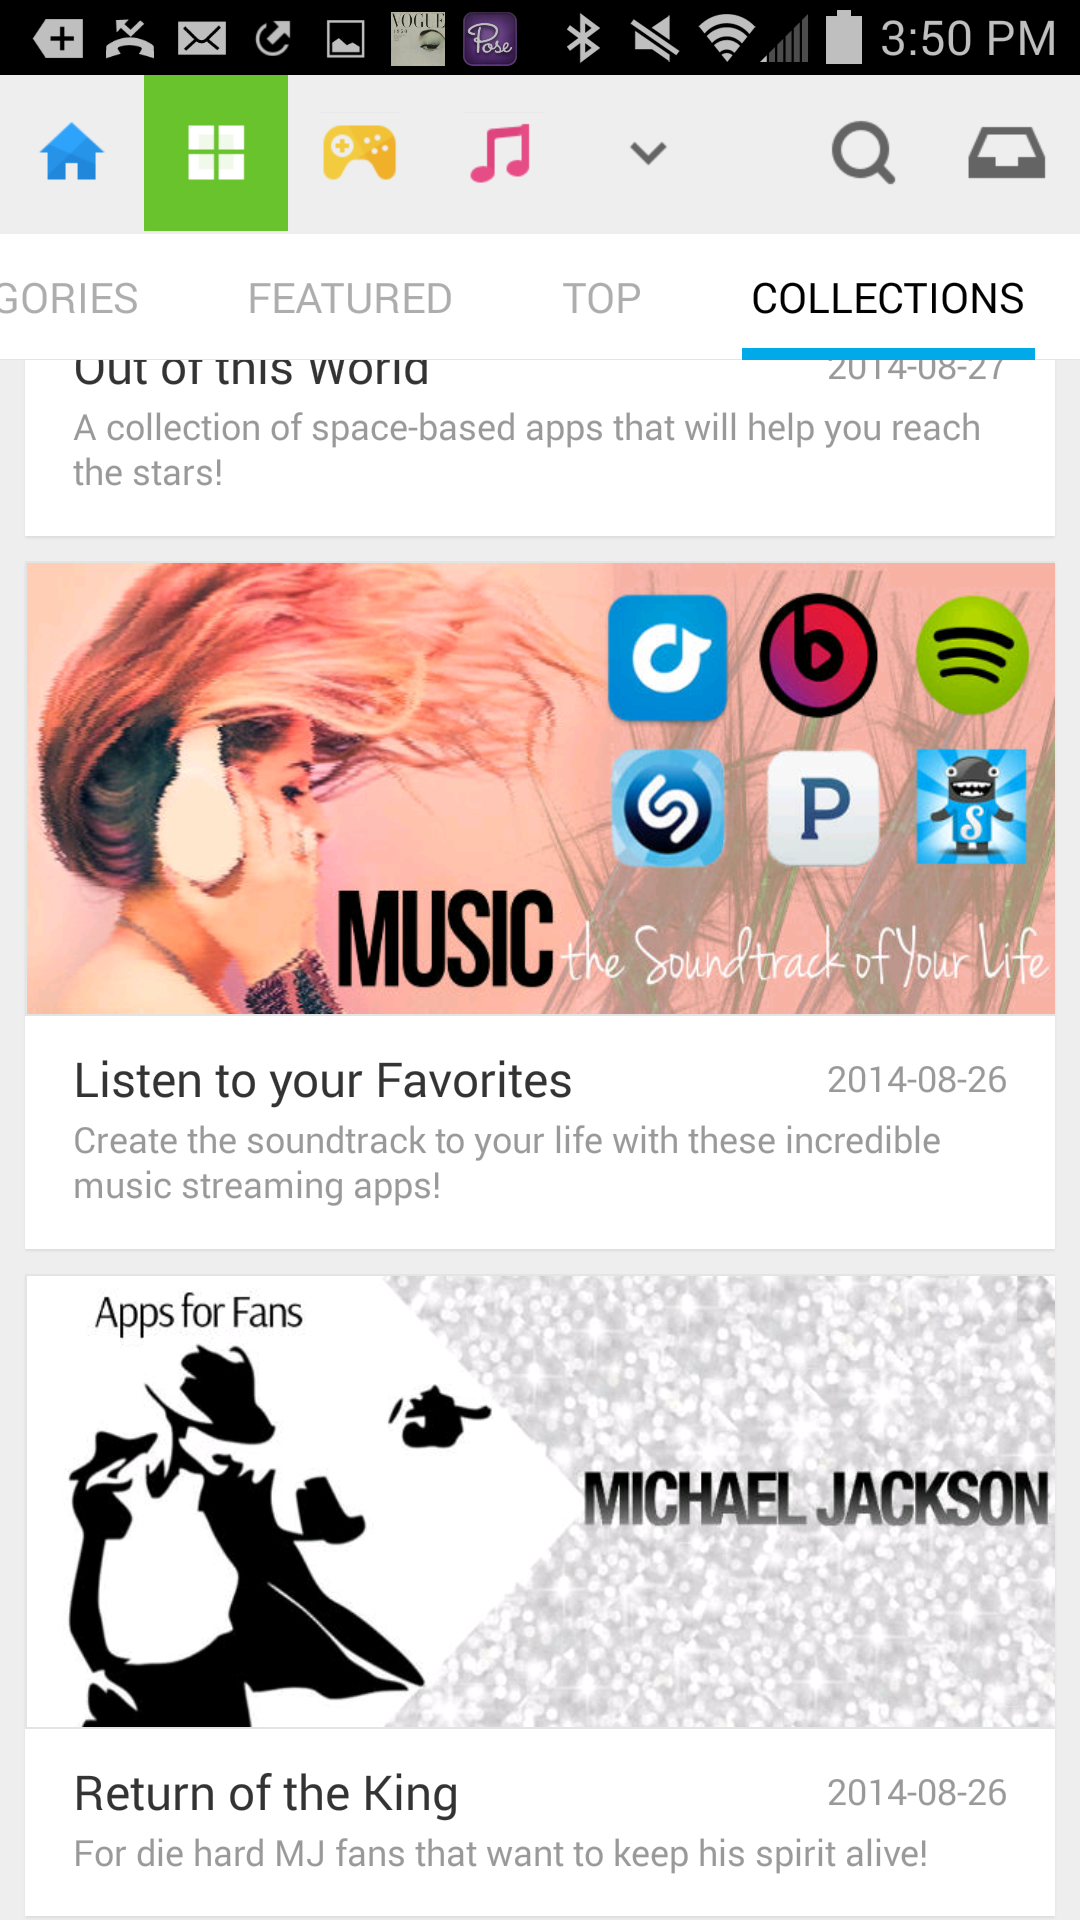 VOGUE
Pose
3:50 PM
GORIES FEATURED TOP COLLECTIONS
Out of this World 2014-08-27
A collection of space-based apps that will help you reach
the stars!
MUSIC the Soundtrack of Your Life
Listen to your Favorites 2014-08-26
Create the soundtrack to your life with these incredible
music streaming apps!
Apps for Fans
MICHAEL JACKSON
Return of the King 2014-08-26
For die hard MJ fans that want to keep his spirit alive!